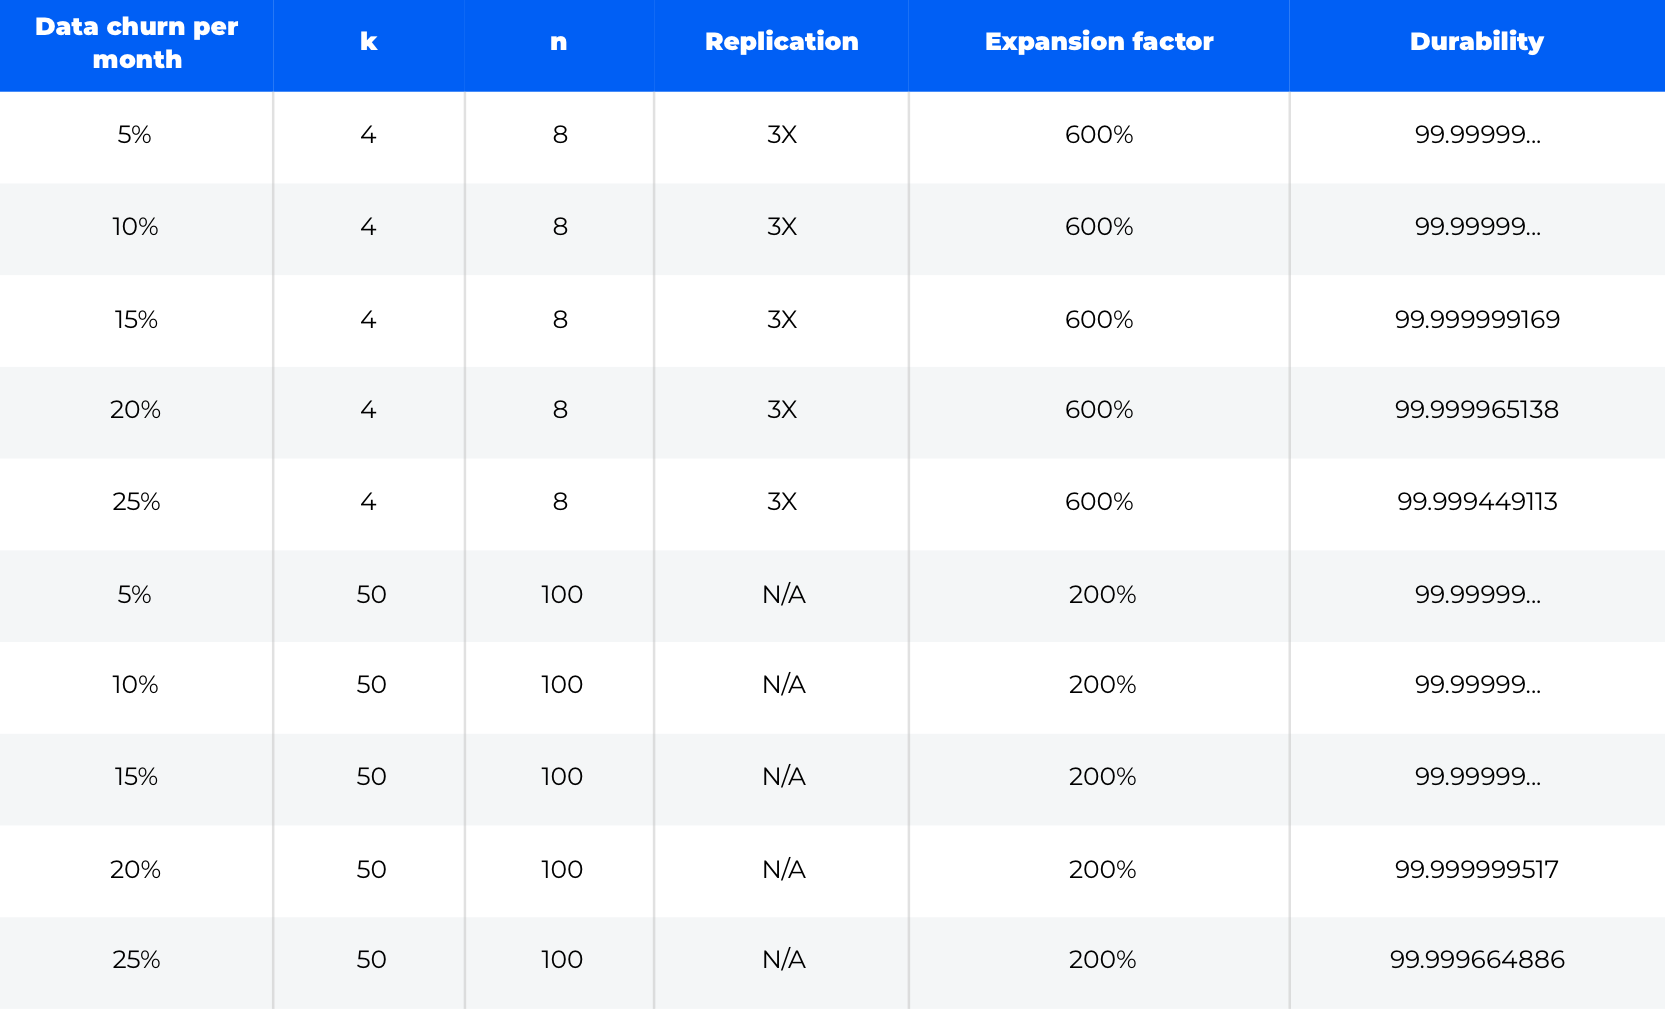 Data churn per month k n Replication Expansion factor Durability
5% 4 8 3X 600% 99.99999...
10% 4 8 3X 600% 99.99999...
15% 4 8 3X 600% 99.999999169
20% 4 8 3X 600% 99.999965138
25% 4 8 3X 600% 99.999449113
5% 50 100 N/A 200% 99.99999...
10% 50 100 N/A 200% 99.99999...
15% 50 100 N/A 200% 99.99999...
20% 50 100 N/A 200% 99.999999517
25% 50 100 N/A 200% 99.999664886